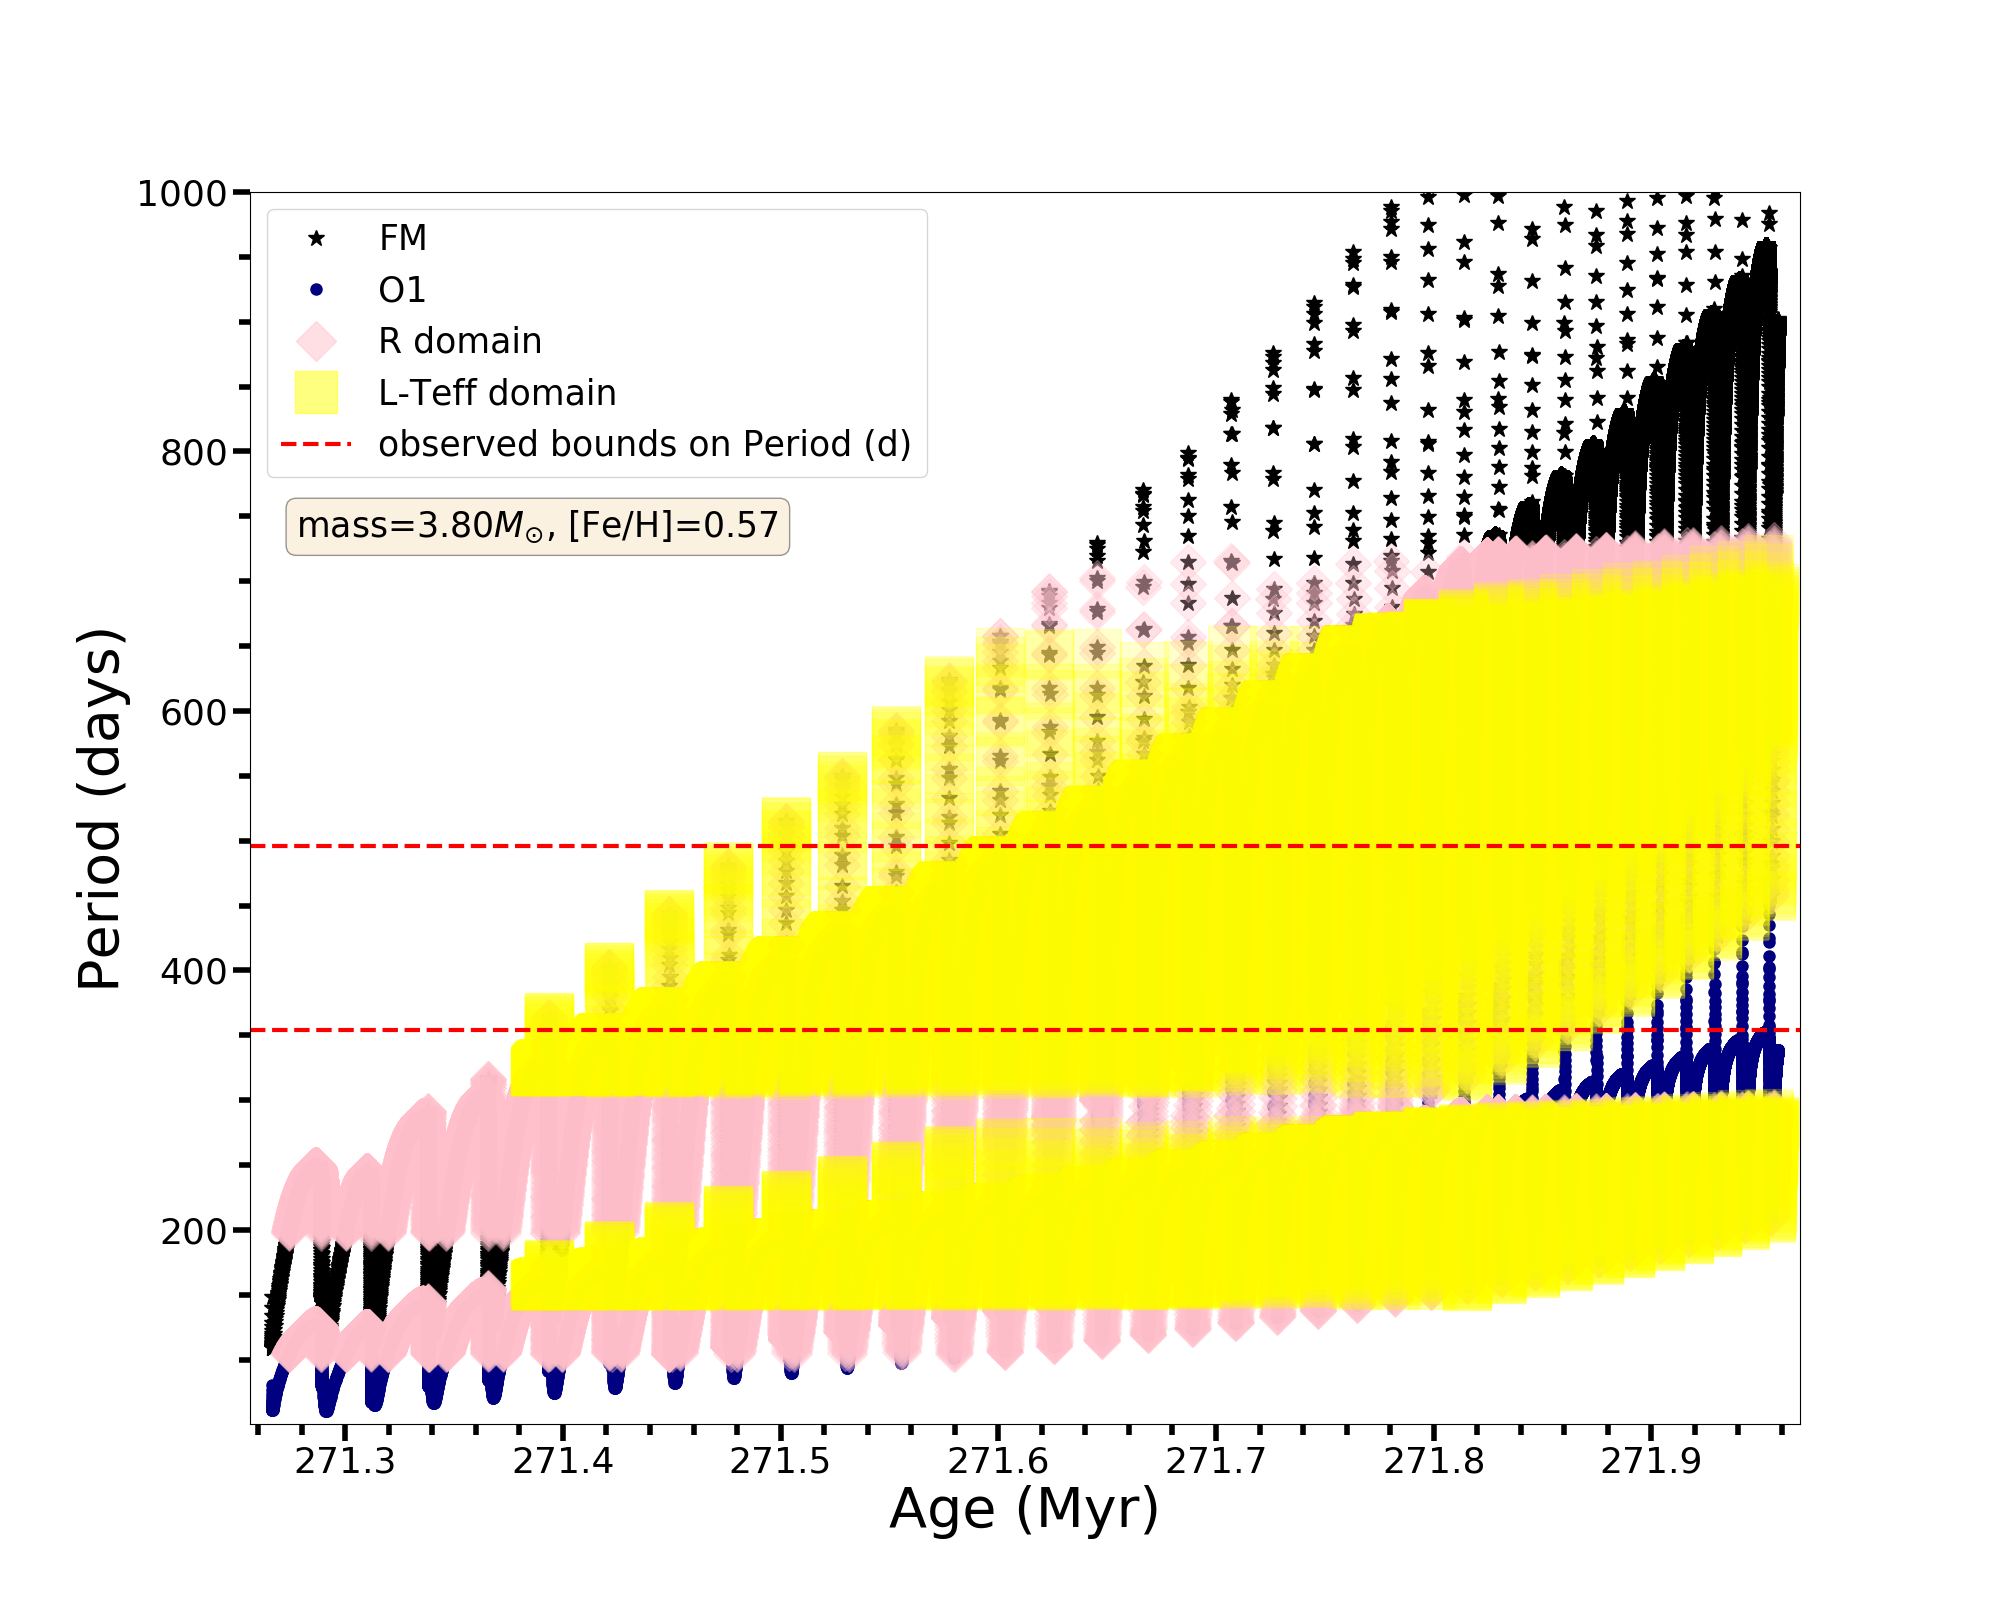 1000
800
600
400
200
Period (days)
FM
O1
R domain
L-Teff domain
observed bounds on Period (d)
mass=3.80M⊙, [Fe/H]=0.57
271.3 271.4 271.5 271.6 271.7 271.8 271.9
Age (Myr)